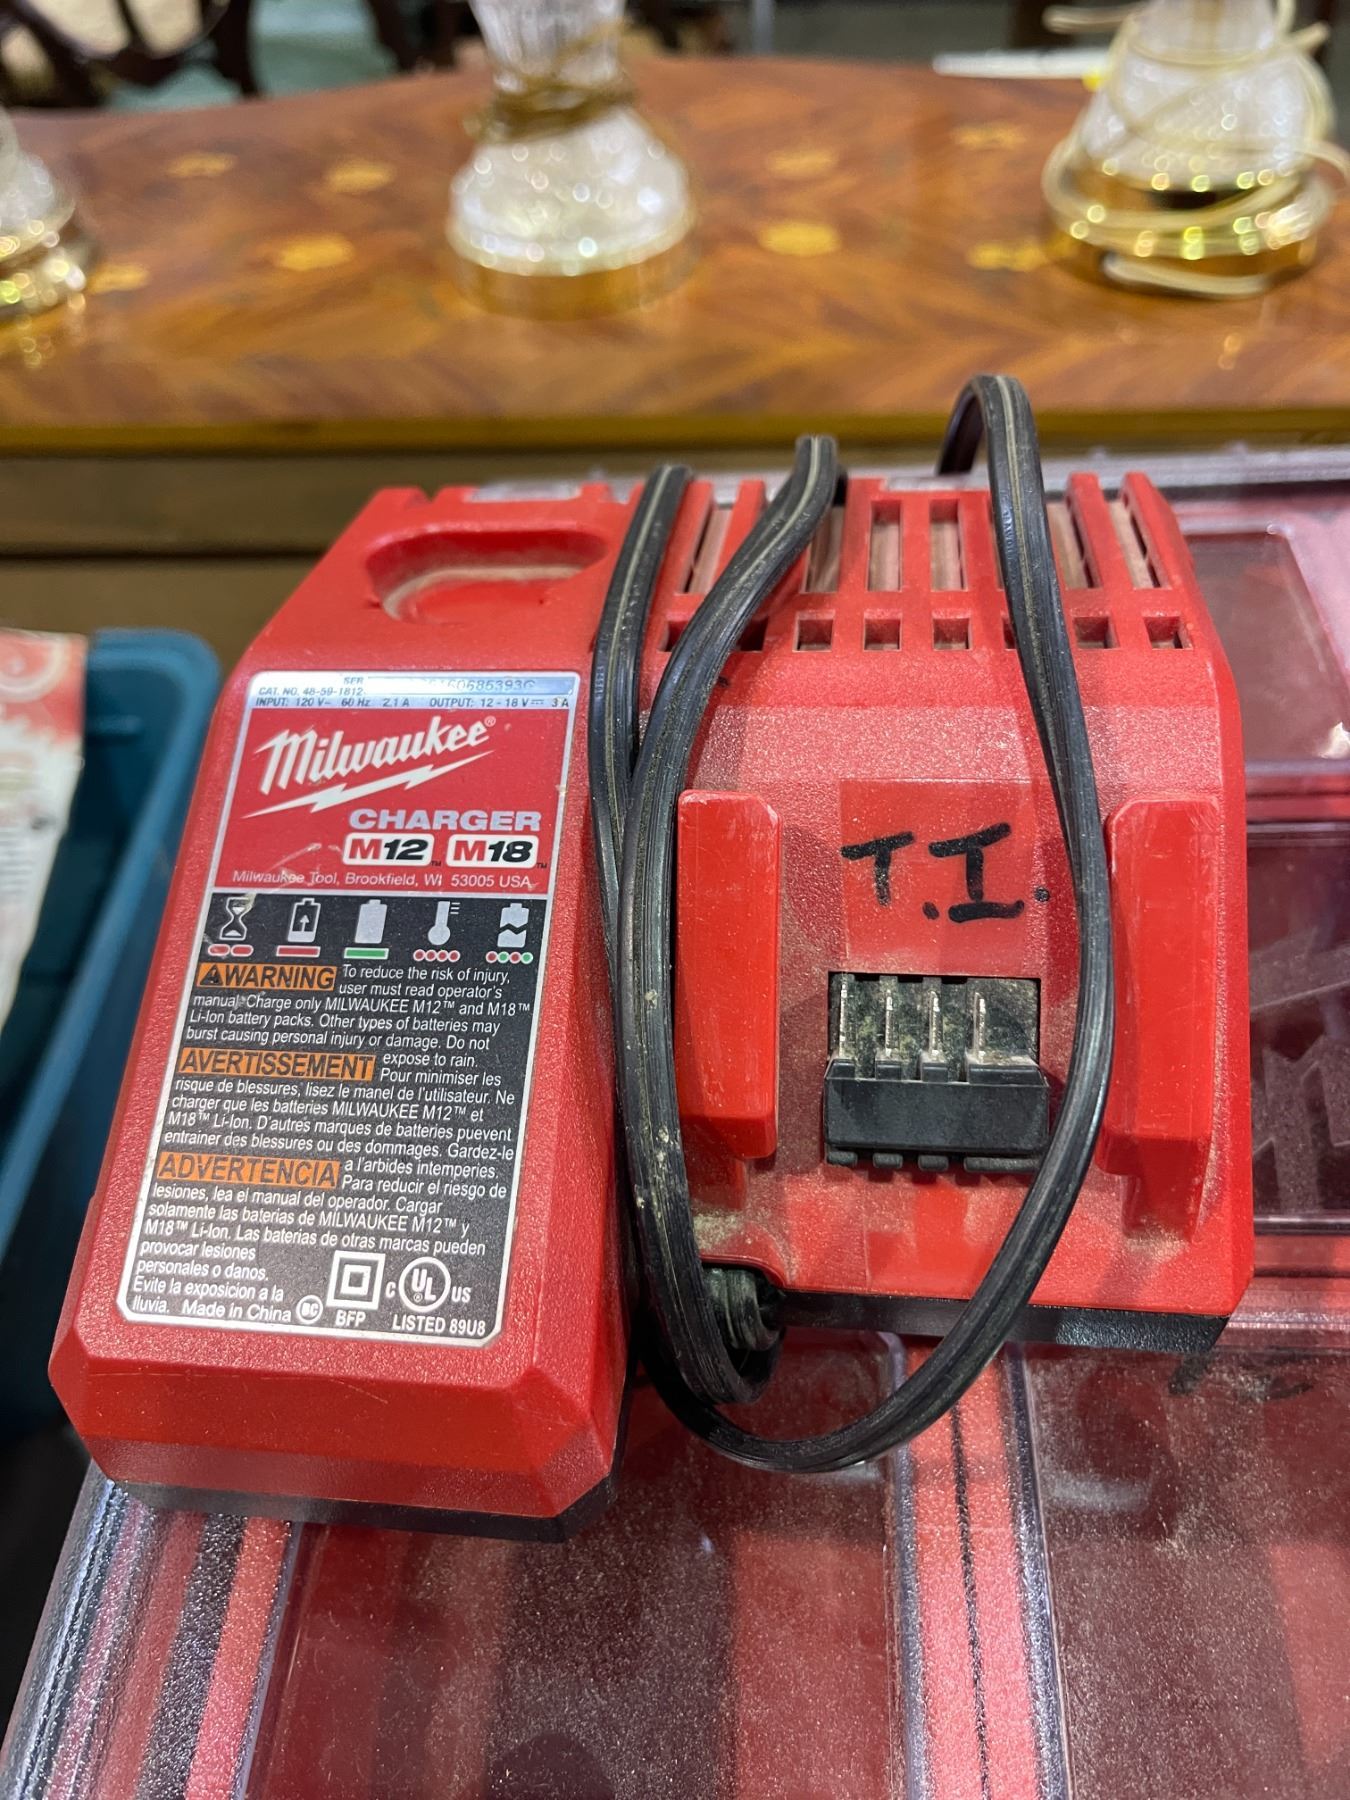 SER
CAT. NO. 48-59-1812
INPUT: 120 V~ 60 Hz 2.1 A OUTPUT: 12 - 18 V 3 A
Milwaukee®
CHARGER
M12™ M18™
Milwaukee Tool, Brookfield, WI 53005 USA
WARNING To reduce the risk of injury,
user must read operator's
manual. Charge only MILWAUKEE M12™ and M18™
Li-Ion battery packs. Other types of batteries may
burst causing personal injury or damage. Do not
expose to rain.
AVERTISSEMENT Pour minimiser les
risque de blessures, lisez le manel de l'utilisateur. Ne
charger que les batteries MILWAUKEE M12™ et
M18™ Li-Ion. D'autres marques de batteries puevent
entrainer des blessures ou des dommages. Gardez-le
a l'arbides intemperies.
ADVERTENCIA Para reducir el riesgo de
lesiones, lea el manual del operador. Cargar
solamente las baterias de MILWAUKEE M12™ y
M18™ Li-Ion. Las baterias de otras marcas pueden
provocar lesiones
personales o danos.
Evite la exposicion a la
lluvia. Made in China BC
BFP
C UL® US
LISTED 89U8
T.I.